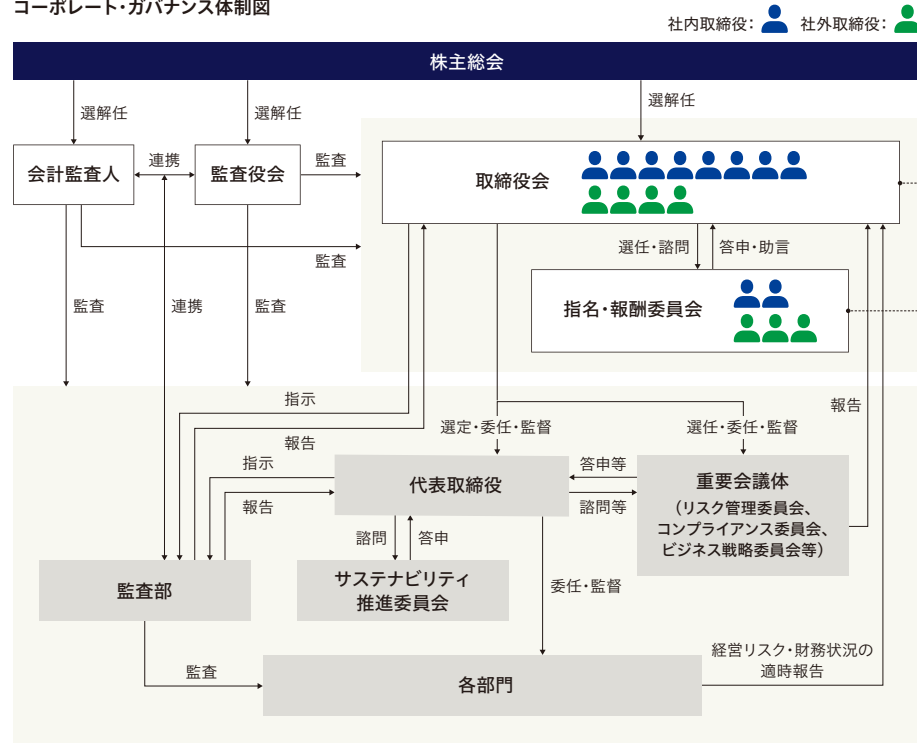 コーポレート・ガバナンス体制図
社内取締役：
社外取締役：
株主総会
選解任
選解任
選解任
会計監査人
連携
監査役会
監査
取締役会
監査
選任・諮問
答申・助言
監査
連携
監査
指名・報酬委員会
指示
報告
報告
選定・委任・監督
選任・委任・監督
指示
報告
代表取締役
答申等
諮問等
重要会議体
（リスク管理委員会、
コンプライアンス委員会、
ビジネス戦略委員会等）
諮問
答申
監査部
サステナビリティ
推進委員会
委任・監督
監査
各部門
経営リスク・財務状況の
適時報告